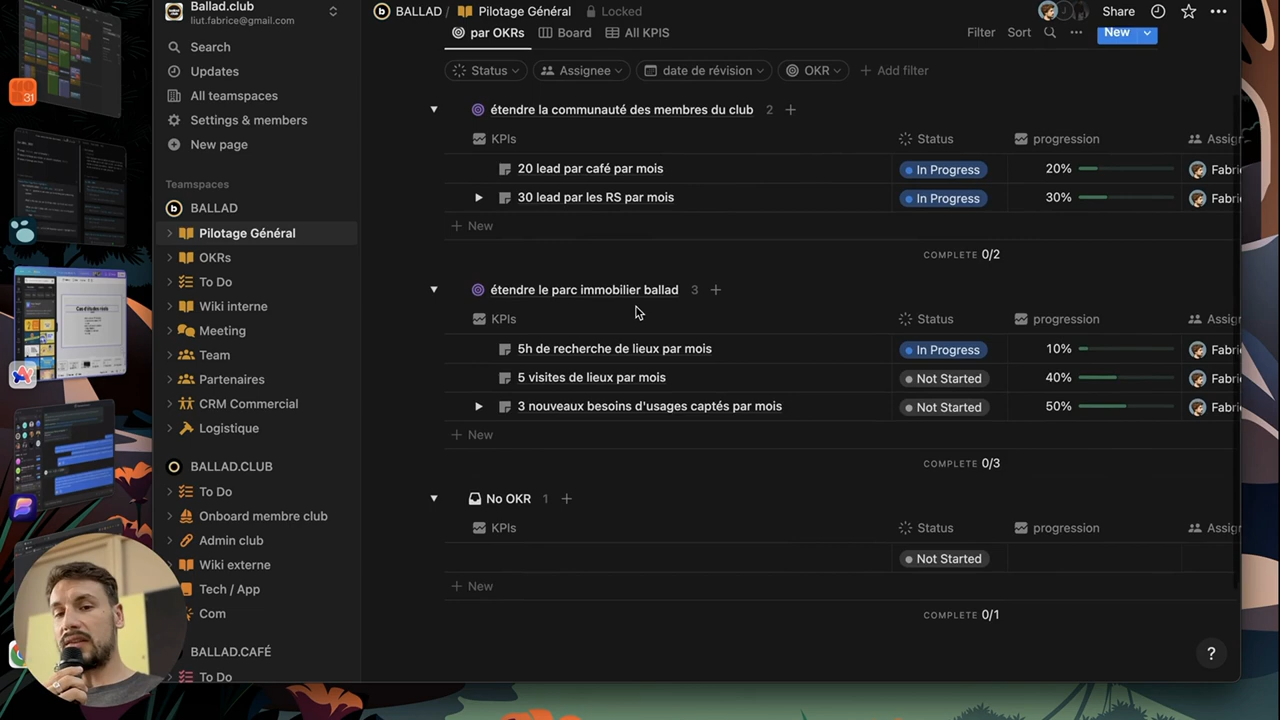 Ballad.club
liut.fabrice@gmail.com
BALLAD / Pilotage Général Locked
Share
par OKRs Board All KPIS
Filter Sort New
Status Assignee date de révision OKR Add filter
Search
Updates
All teamspaces
Settings & members
New page
Teamspaces
BALLAD
Pilotage Général
OKRs
To Do
Wiki interne
Meeting
Team
Partenaires
CRM Commercial
Logistique
BALLAD.CLUB
To Do
Onboard membre club
Admin club
Wiki externe
Tech / App
Com
BALLAD.CAFÉ
To Do
étendre la communauté des membres du club 2
KPIs Status progression Assig
20 lead par café par mois In Progress 20% Fabri
30 lead par les RS par mois In Progress 30% Fabri
New
COMPLETE 0/2
étendre le parc immobilier ballad 3
KPIs Status progression Assig
5h de recherche de lieux par mois In Progress 10% Fabri
5 visites de lieux par mois Not Started 40% Fabri
3 nouveaux besoins d'usages captés par mois Not Started 50% Fabri
New
COMPLETE 0/3
No OKR 1
KPIs Status progression Assig
Not Started
New
COMPLETE 0/1
?
31
Cas d'études réels